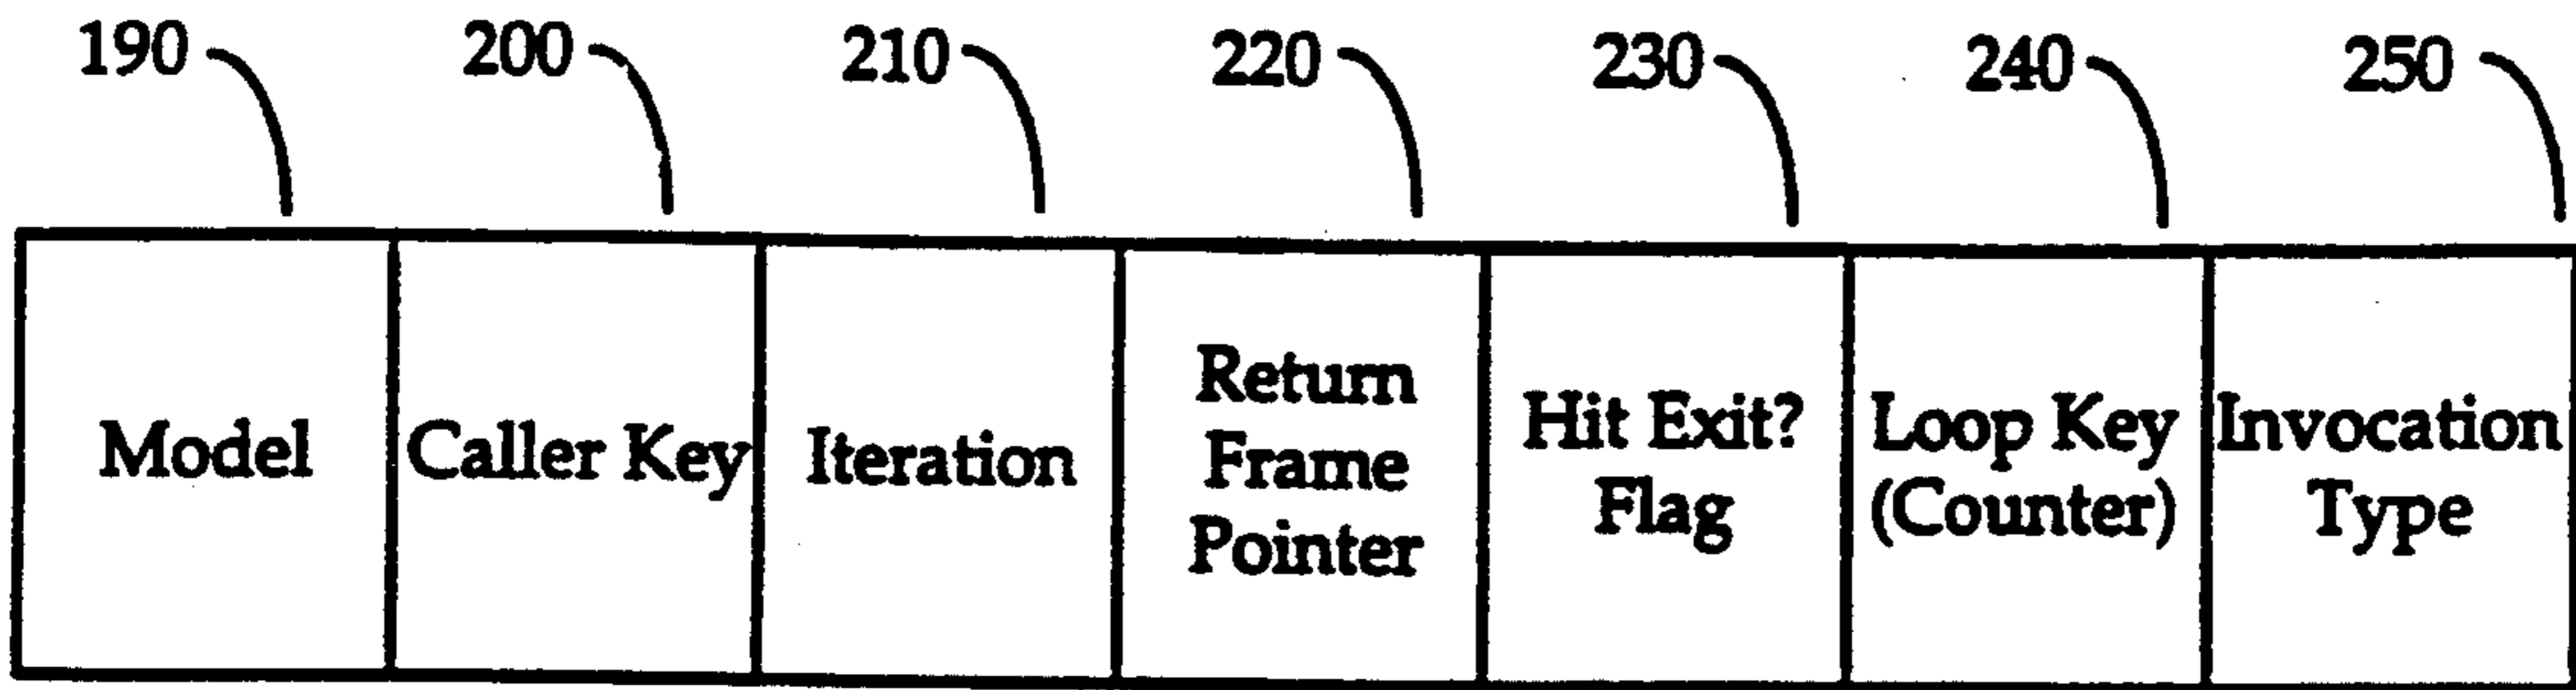 190
200
210
220
230
240
250
Model
Caller Key
Iteration
Return
Frame
Pointer
Hit Exit?
Flag
Loop Key
(Counter)
Invocation
Type